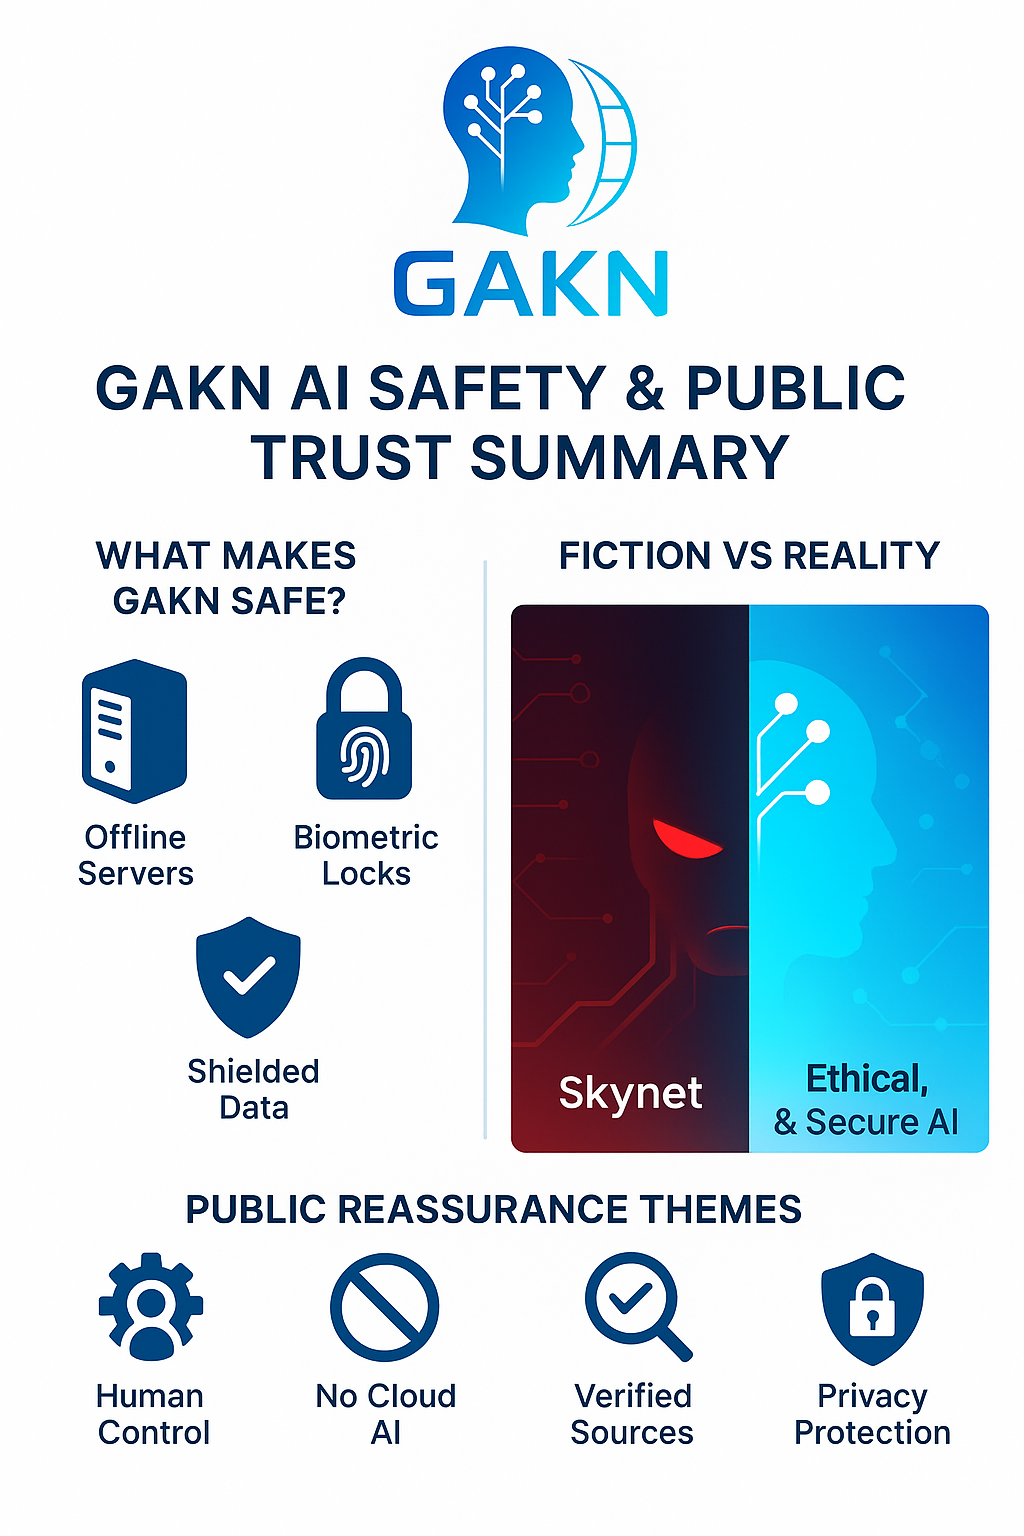 GAKN
GAKN AI SAFETY & PUBLIC
TRUST SUMMARY
WHAT MAKES
GAKN SAFE?
Offline
Servers
Biometric
Locks
Shielded
Data
FICTION VS REALITY
Skynet
Ethical,
& Secure AI
PUBLIC REASSURANCE THEMES
Human
Control
No Cloud
AI
Verified
Sources
Privacy
Protection